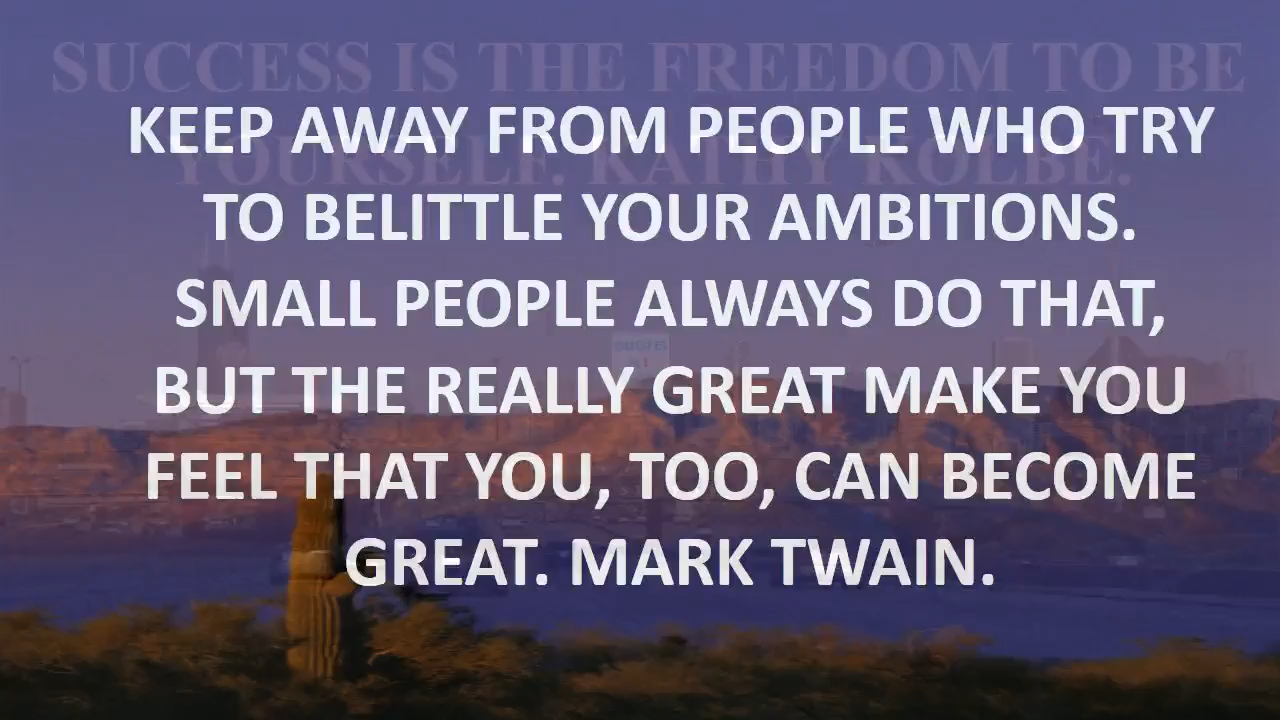 SUCCESS IS THE FREEDOM TO BE
KEEP AWAY FROM PEOPLE WHO TRY
YOURSELF. KATHY KOLBE.
TO BELITTLE YOUR AMBITIONS.
SMALL PEOPLE ALWAYS DO THAT,
BUT THE REALLY GREAT MAKE YOU
FEEL THAT YOU, TOO, CAN BECOME
GREAT. MARK TWAIN.